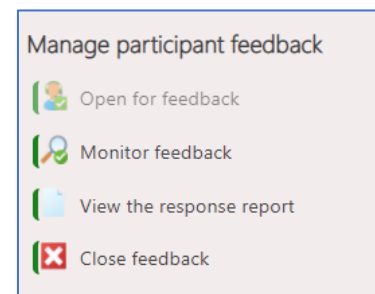 Manage participant feedback
Open for feedback
Monitor feedback
View the response report
Close feedback